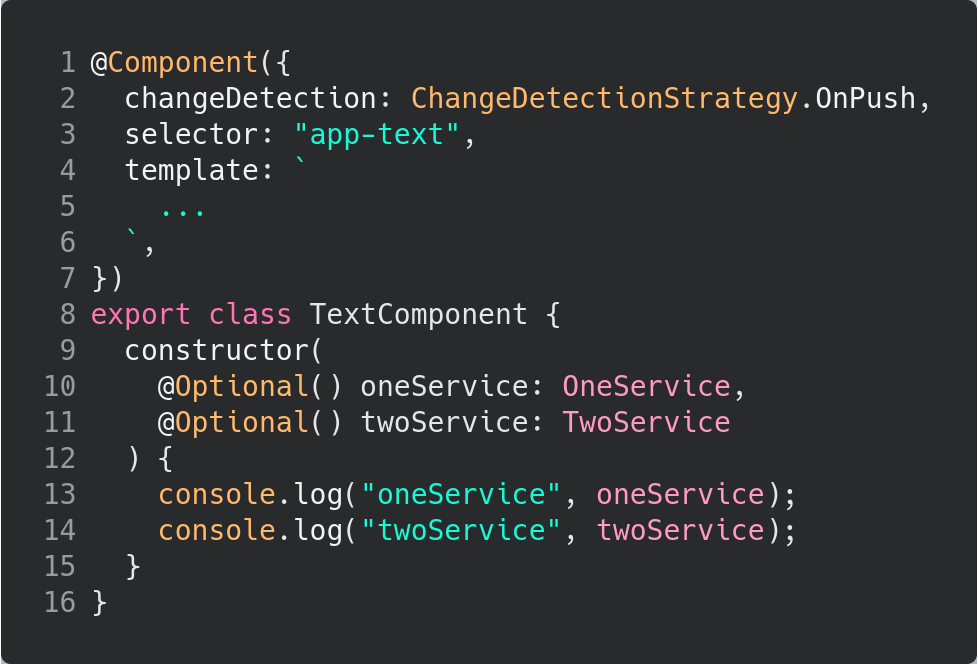 1 @Component({
2   changeDetection: ChangeDetectionStrategy.OnPush,
3   selector: "app-text",
4   template: `
5     ...
6   `,
7 })
8 export class TextComponent {
9   constructor(
10     @Optional() oneService: OneService,
11     @Optional() twoService: TwoService
12   ) {
13     console.log("oneService", oneService);
14     console.log("twoService", twoService);
15   }
16 }